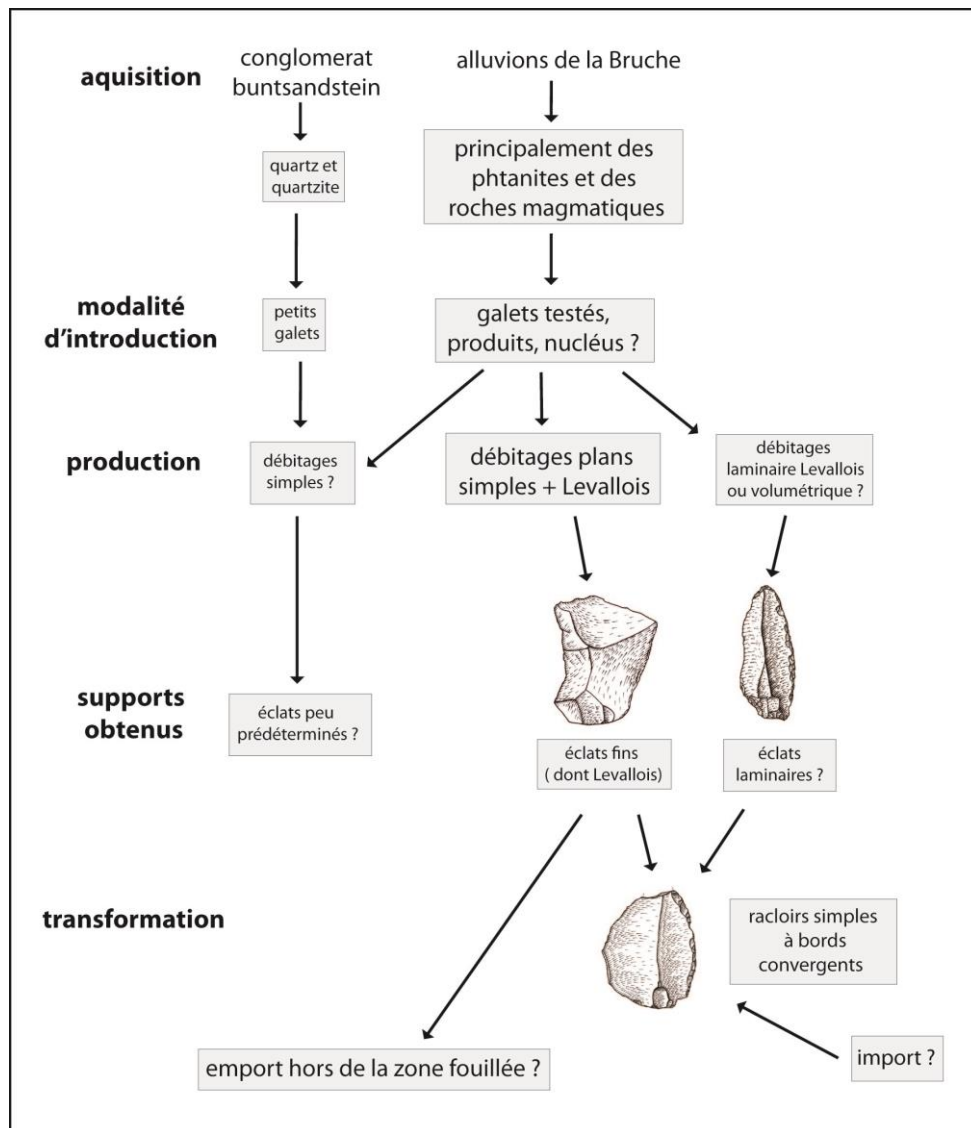 aquisition
conglomerat
buntsandstein
alluvions de la Bruche
quartz et
quartzite
principalement des
phtanites et des
roches magmatiques
modalité
d'introduction
petits
galets
galets testés,
produits, nucléus ?
production
débitages
simples ?
débitages plans
simples + Levallois
débitages
laminaire Levallois
ou volumétrique ?
supports
obtenus
éclats peu
prédéterminés ?
éclats fins
( dont Levallois)
éclats
laminaires ?
transformation
racloirs simples
à bords
convergents
emport hors de la zone fouillée ?
import ?